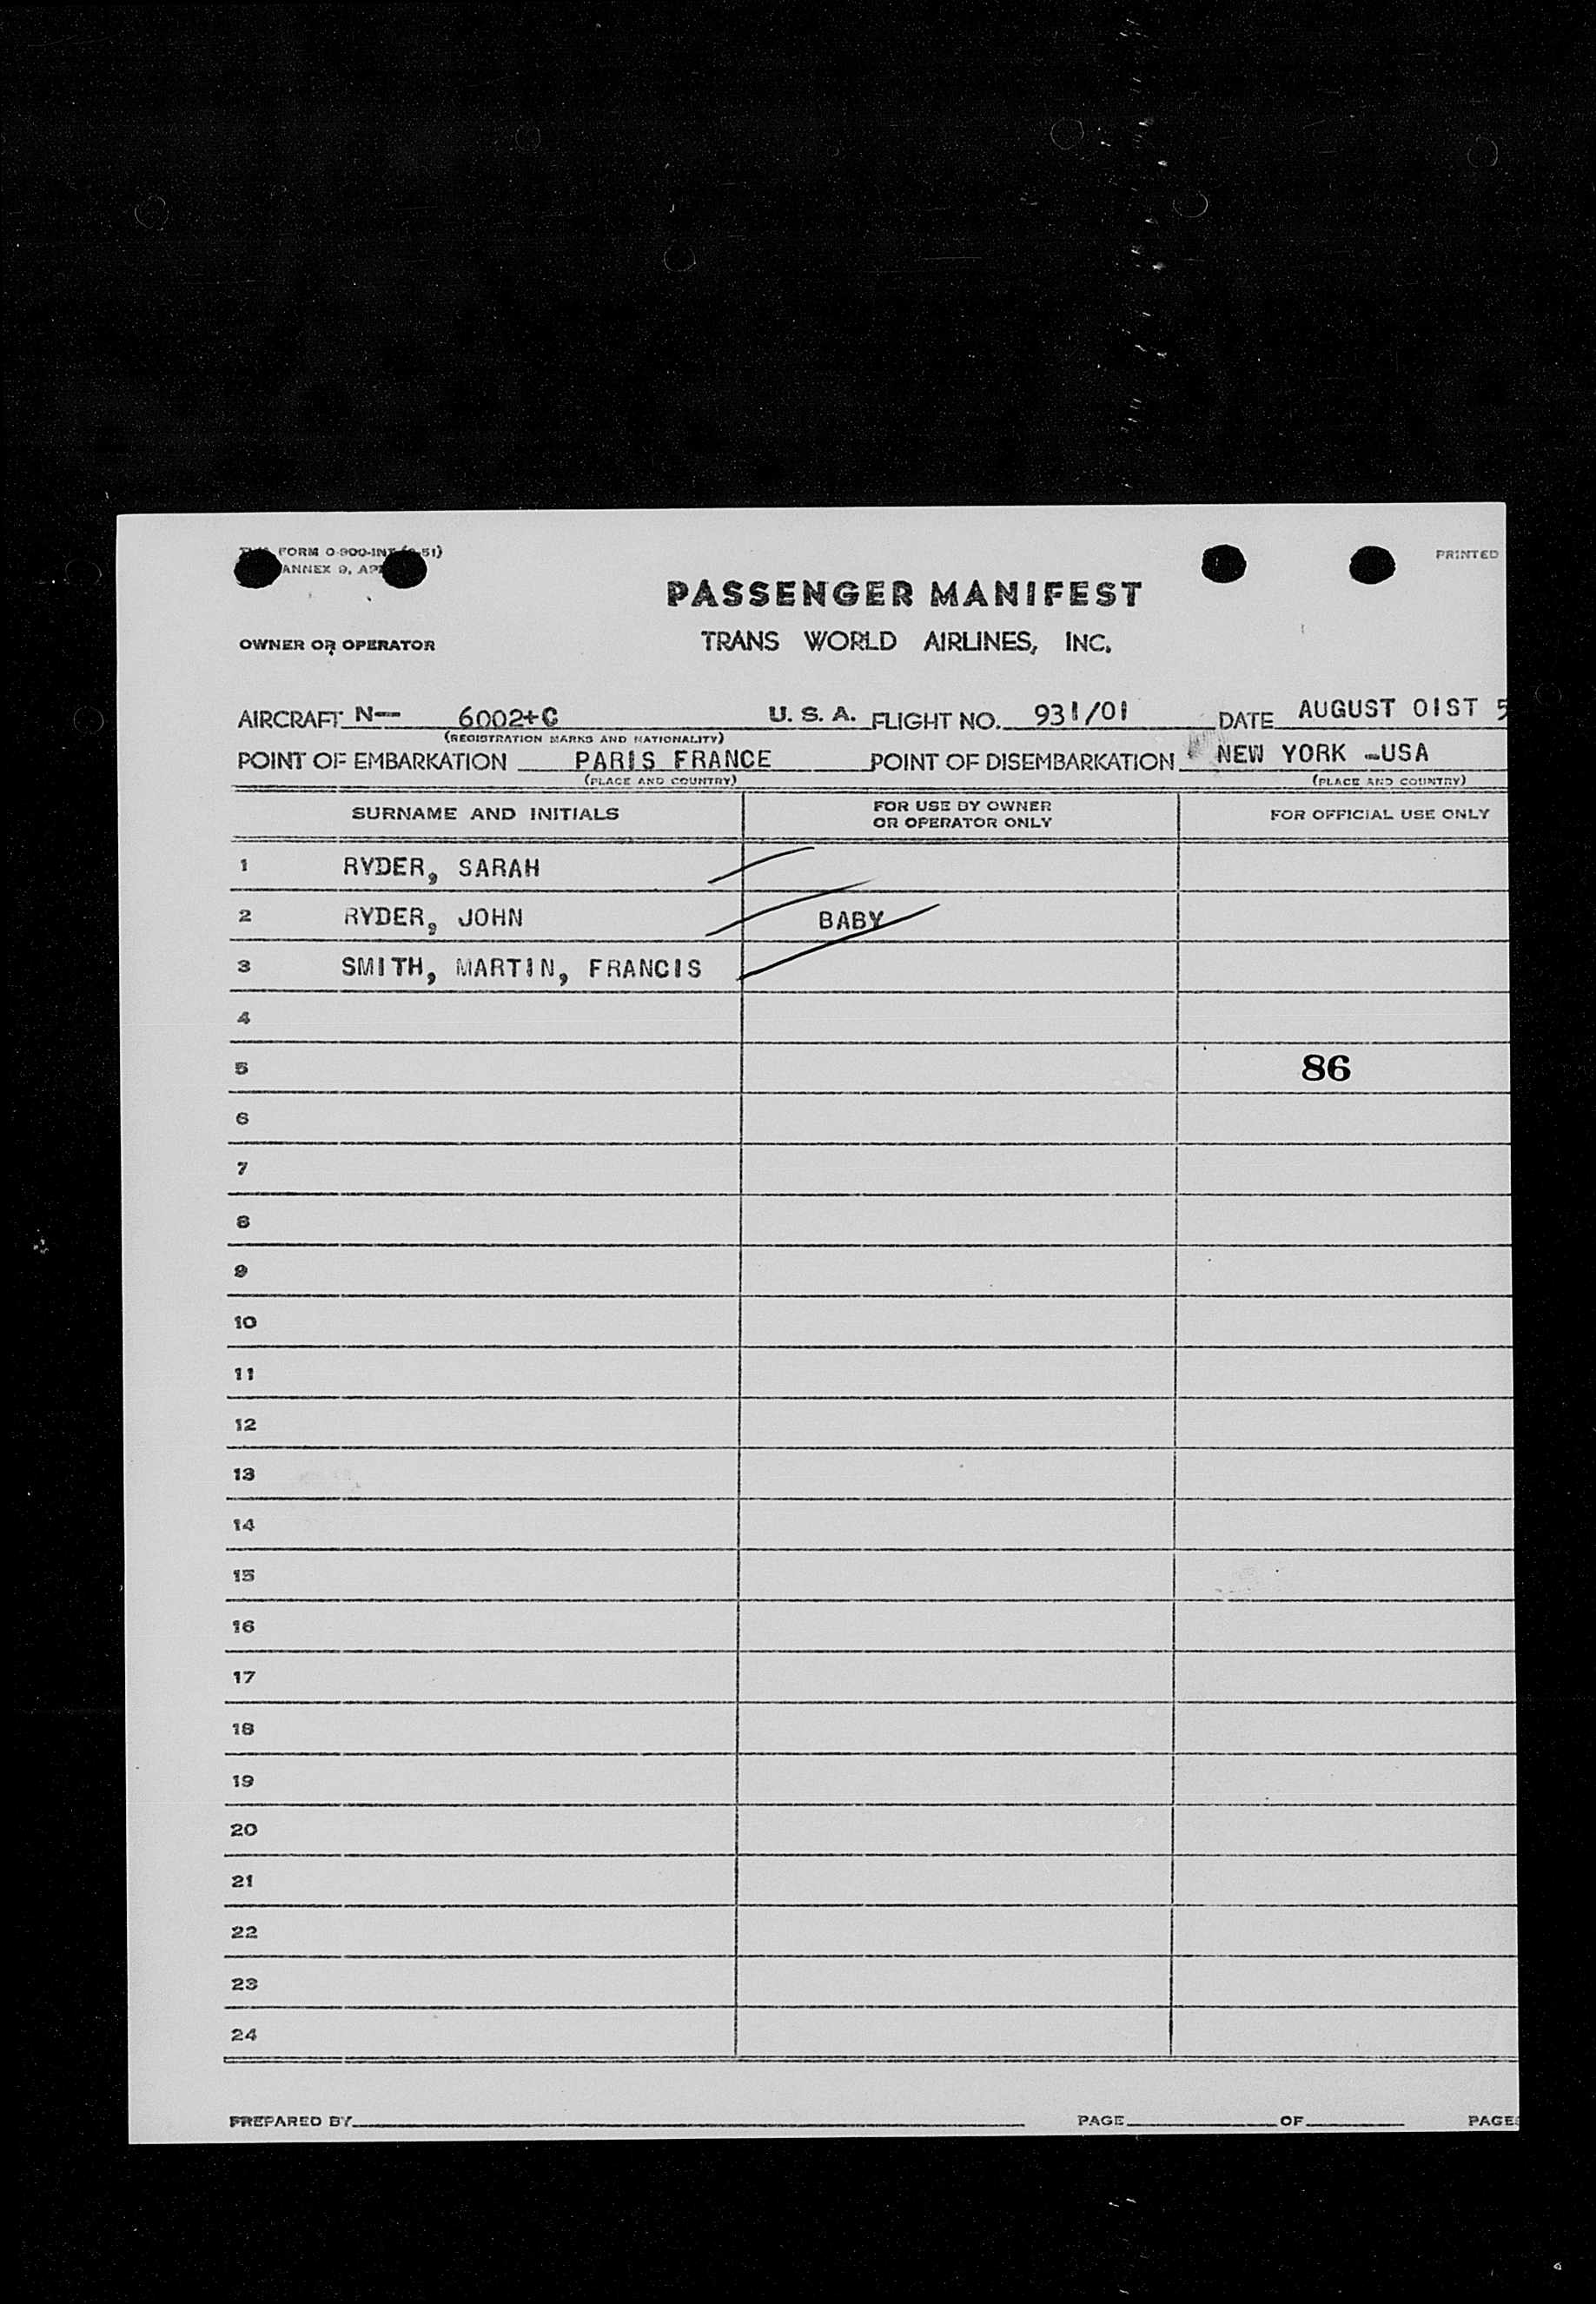 FORM O-900-INT (  -51)
ANNEX 9, AP
PRINTED
PASSENGER MANIFEST
OWNER OR OPERATOR
TRANS WORLD AIRLINES, INC.
AIRCRAFT N— 6002+C U. S. A. FLIGHT NO. 931/01 DATE AUGUST 01ST 5
(REGISTRATION MARKS AND NATIONALITY)
POINT OF EMBARKATION PARIS FRANCE POINT OF DISEMBARKATION NEW YORK -USA
(PLACE AND COUNTRY) (PLACE AND COUNTRY)
SURNAME AND INITIALS FOR USE BY OWNER OR OPERATOR ONLY FOR OFFICIAL USE ONLY
1 RYDER, SARAH
2 RYDER, JOHN BABY
3 SMITH, MARTIN, FRANCIS
4
5 86
6
7
8
9
10
11
12
13
14
15
16
17
18
19
20
21
22
23
24
PREPARED BY PAGE OF PAGES